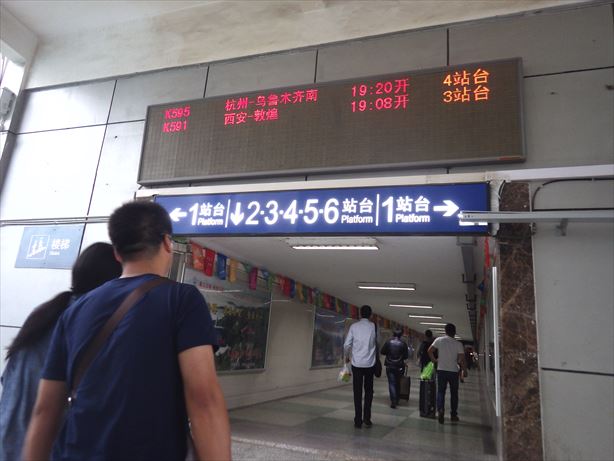 K595 杭州-乌鲁木齐南 19:20开 4站台
K591 西安-敦煌 19:08开 3站台
←1站台 Platform ↓2·3·4·5·6站台 Platform 1站台 Platform →
楼梯